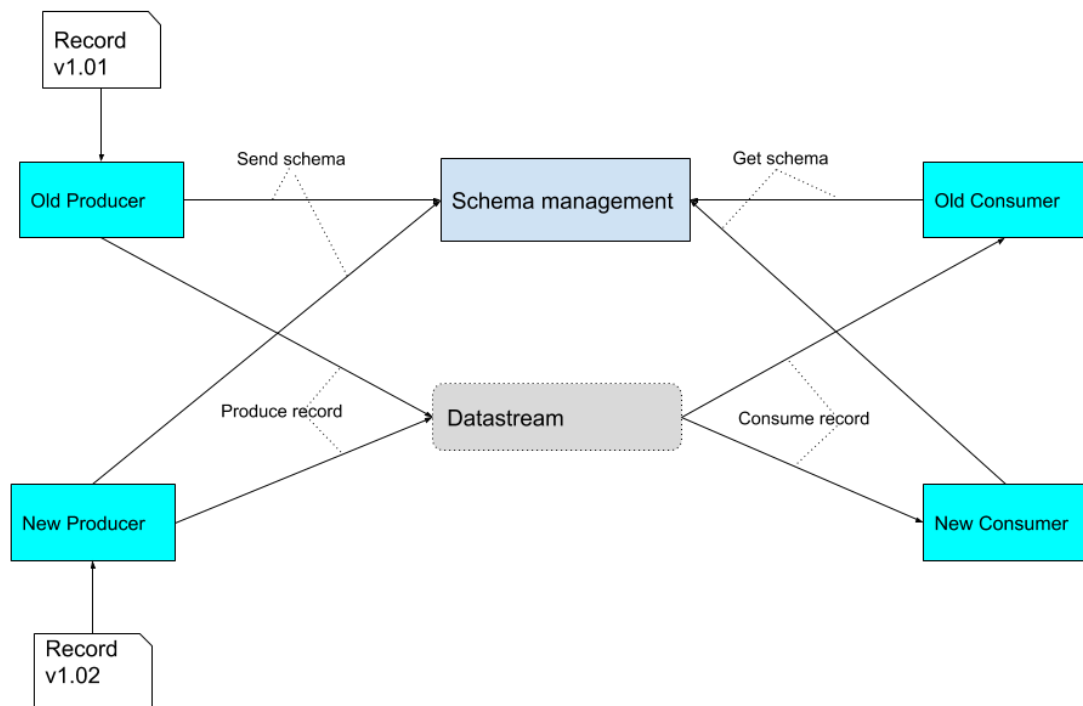 Record
v1.01
Send schema
Get schema
Old Producer
Schema management
Old Consumer
Produce record
Datastream
Consume record
New Producer
New Consumer
Record
v1.02